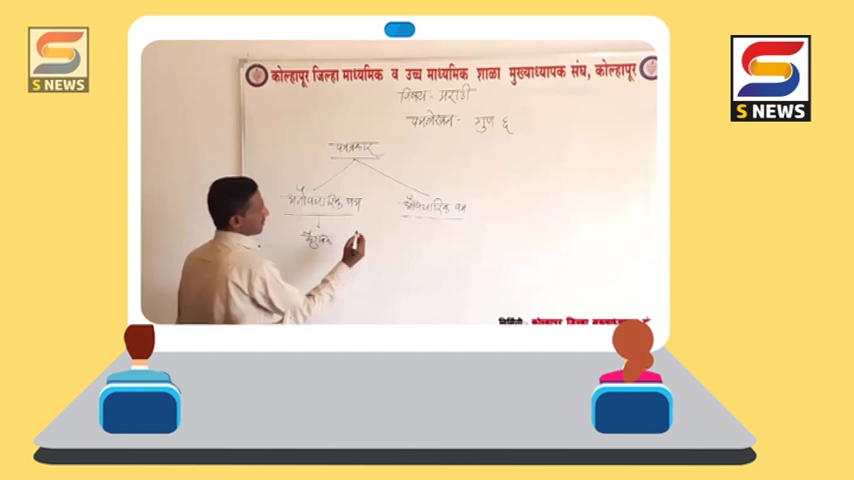 S NEWS
S NEWS
कोल्हापूर जिल्हा माध्यमिक व उच्च माध्यमिक शाळा मुख्याध्यापक संघ, कोल्हापूर
विषय - मराठी
पत्रलेखन - गुण ६
पत्रप्रकार
अनौपचारिक पत्र
औपचारिक पत्र
निर्मिती:- कोल्हापूर जिल्हा